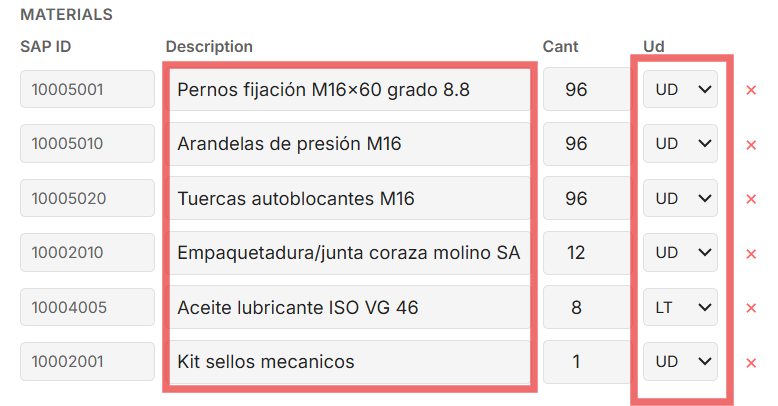 MATERIALS
SAP ID Description Cant Ud
10005001 Pernos fijación M16×60 grado 8.8 96 UD ×
10005010 Arandelas de presión M16 96 UD ×
10005020 Tuercas autoblocantes M16 96 UD ×
10002010 Empaquetadura/junta coraza molino SA 12 UD ×
10004005 Aceite lubricante ISO VG 46 8 LT ×
10002001 Kit sellos mecanicos 1 UD ×